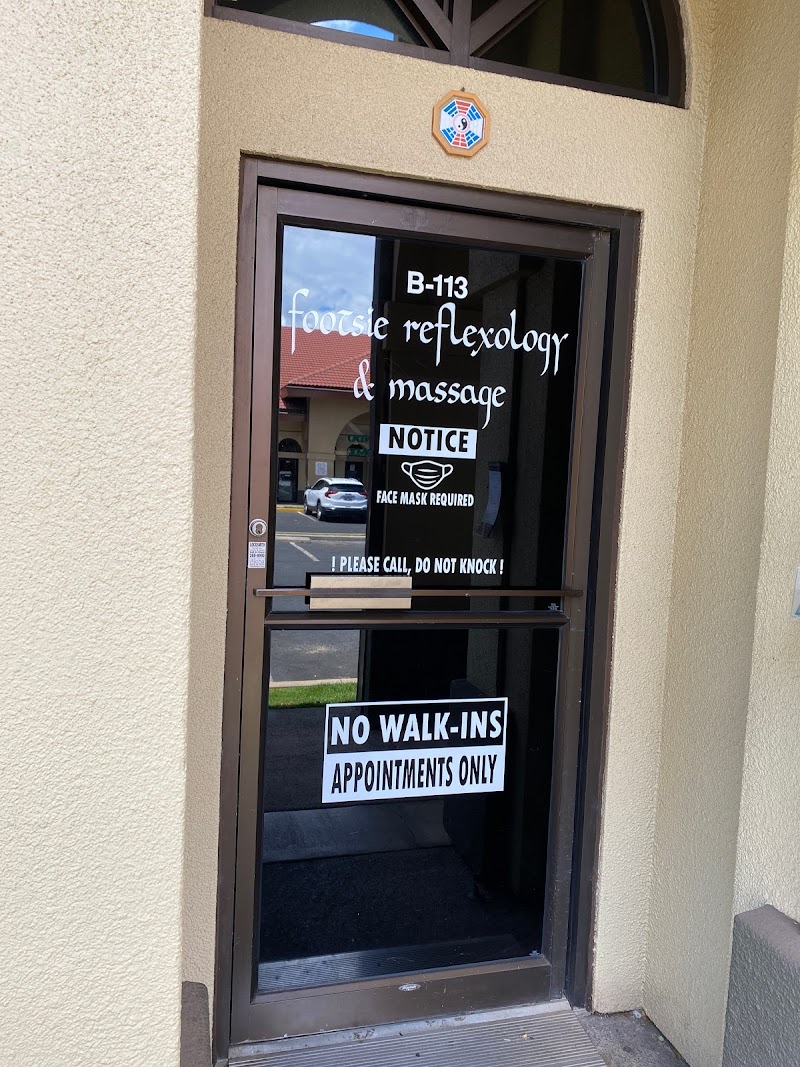 B-113
footsie reflexology
& massage
NOTICE
FACE MASK REQUIRED
! PLEASE CALL, DO NOT KNOCK !
NO WALK-INS
APPOINTMENTS ONLY